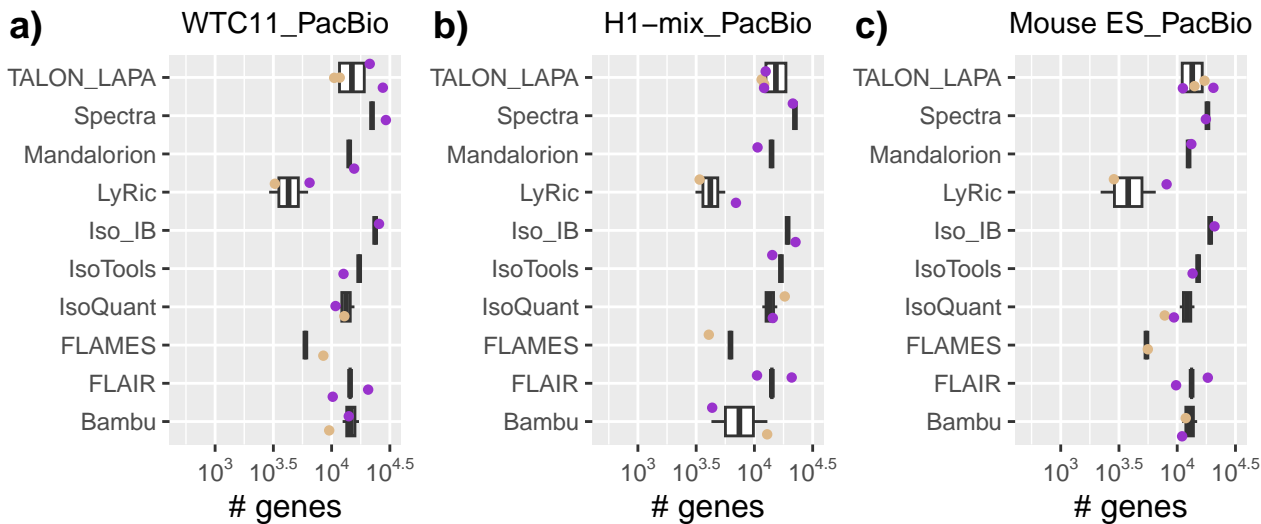 a) WTC11_PacBio
TALON_LAPA
Spectra
Mandalorion
LyRic
Iso_IB
IsoTools
IsoQuant
FLAMES
FLAIR
Bambu
10^3 10^3.5 10^4 10^4.5
# genes
b) H1−mix_PacBio
TALON_LAPA
Spectra
Mandalorion
LyRic
Iso_IB
IsoTools
IsoQuant
FLAMES
FLAIR
Bambu
10^3 10^3.5 10^4 10^4.5
# genes
c) Mouse ES_PacBio
TALON_LAPA
Spectra
Mandalorion
LyRic
Iso_IB
IsoTools
IsoQuant
FLAMES
FLAIR
Bambu
10^3 10^3.5 10^4 10^4.5
# genes